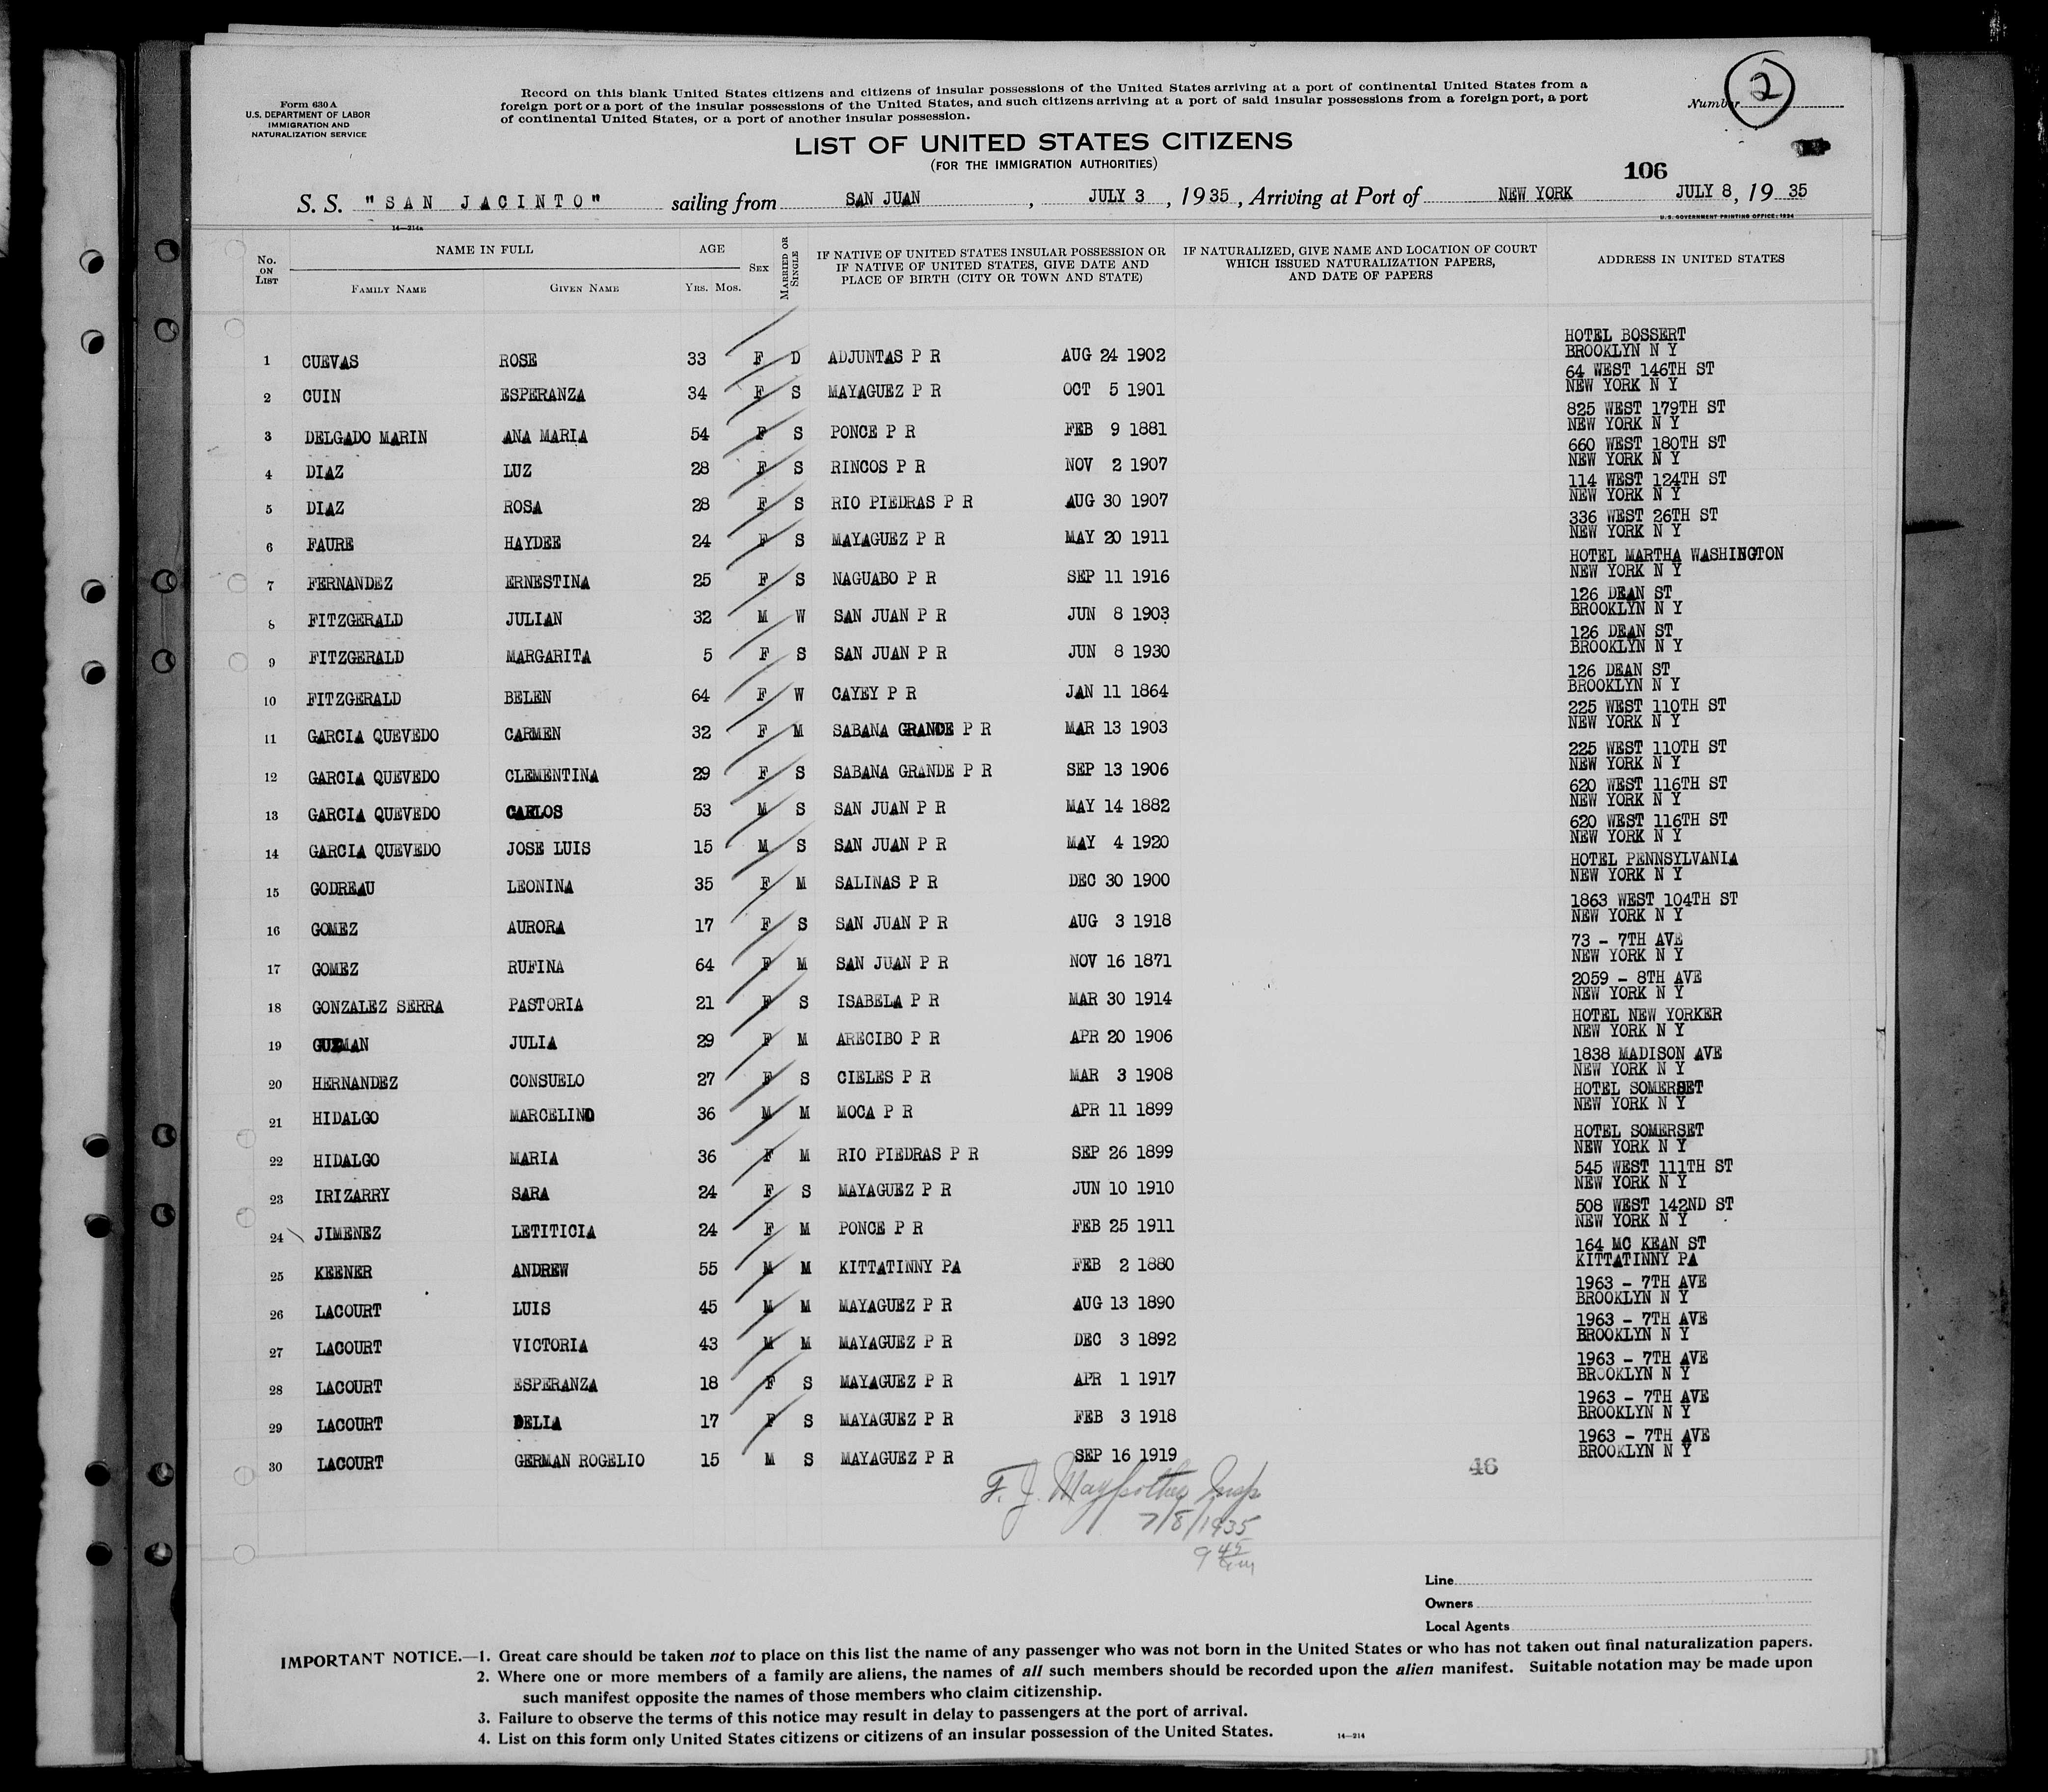 Form 630 A
U.S. DEPARTMENT OF LABOR
IMMIGRATION AND
NATURALIZATION SERVICE
Record on this blank United States citizens and citizens of insular possessions of the United States arriving at a port of continental United States from a
foreign port or a port of the insular possessions of the United States, and such citizens arriving at a port of said insular possessions from a foreign port, a port
of continental United States, or a port of another insular possession.
Number 2
LIST OF UNITED STATES CITIZENS
(FOR THE IMMIGRATION AUTHORITIES)
106
S. S. "SAN JACINTO" sailing from SAN JUAN, JULY 3, 1935, Arriving at Port of NEW YORK JULY 8, 19 35
14—214a
U. S. GOVERNMENT PRINTING OFFICE: 1934
No. ON LIST NAME IN FULL FAMILY NAME GIVEN NAME AGE YRS. MOS. SEX MARRIED OR SINGLE IF NATIVE OF UNITED STATES INSULAR POSSESSION OR IF NATIVE OF UNITED STATES, GIVE DATE AND PLACE OF BIRTH (CITY OR TOWN AND STATE) IF NATURALIZED, GIVE NAME AND LOCATION OF COURT WHICH ISSUED NATURALIZATION PAPERS, AND DATE OF PAPERS ADDRESS IN UNITED STATES
1 CUEVAS ROSE 33 F D ADJUNTAS P R AUG 24 1902 HOTEL BOSSERT BROOKLYN N Y
2 CUIN ESPERANZA 34 F S MAYAGUEZ P R OCT 5 1901 64 WEST 146TH ST NEW YORK N Y
3 DELGADO MARIN ANA MARIA 54 F S PONCE P R FEB 9 1881 825 WEST 179TH ST NEW YORK N Y
4 DIAZ LUZ 28 F S RINCOS P R NOV 2 1907 660 WEST 180TH ST NEW YORK N Y
5 DIAZ ROSA 28 F S RIO PIEDRAS P R AUG 30 1907 114 WEST 124TH ST NEW YORK N Y
6 FAURE HAYDEE 24 F S MAYAGUEZ P R MAY 20 1911 336 WEST 26TH ST NEW YORK N Y
7 FERNANDEZ ERNESTINA 25 F S NAGUABO P R SEP 11 1916 HOTEL MARTHA WASHINGTON NEW YORK N Y
8 FITZGERALD JULIAN 32 M W SAN JUAN P R JUN 8 1903 126 DEAN ST BROOKLYN N Y
9 FITZGERALD MARGARITA 5 F S SAN JUAN P R JUN 8 1930 126 DEAN ST BROOKLYN N Y
10 FITZGERALD BELEN 64 F W CAYEY P R JAN 11 1864 126 DEAN ST BROOKLYN N Y
11 GARCIA QUEVEDO CARMEN 32 F M SABANA GRANDE P R MAR 13 1903 225 WEST 110TH ST NEW YORK N Y
12 GARCIA QUEVEDO CLEMENTINA 29 F S SABANA GRANDE P R SEP 13 1906 225 WEST 110TH ST NEW YORK N Y
13 GARCIA QUEVEDO CARLOS 53 M S SAN JUAN P R MAY 14 1882 620 WEST 116TH ST NEW YORK N Y
14 GARCIA QUEVEDO JOSE LUIS 15 M S SAN JUAN P R MAY 4 1920 620 WEST 116TH ST NEW YORK N Y
15 GODREAU LEONINA 35 F M SALINAS P R DEC 30 1900 HOTEL PENNSYLVANIA NEW YORK N Y
16 GOMEZ AURORA 17 F S SAN JUAN P R AUG 3 1918 1863 WEST 104TH ST NEW YORK N Y
17 GOMEZ RUFINA 64 F M SAN JUAN P R NOV 16 1871 73 - 7TH AVE NEW YORK N Y
18 GONZALEZ SERRA PASTORIA 21 F S ISABELA P R MAR 30 1914 2059 - 8TH AVE NEW YORK N Y
19 GUZMAN JULIA 29 F M ARECIBO P R APR 20 1906 HOTEL NEW YORKER NEW YORK N Y
20 HERNANDEZ CONSUELO 27 F S CIELES P R MAR 3 1908 1838 MADISON AVE NEW YORK N Y
21 HIDALGO MARCELINO 36 M M MOCA P R APR 11 1899 HOTEL SOMERSET NEW YORK N Y
22 HIDALGO MARIA 36 F M RIO PIEDRAS P R SEP 26 1899 HOTEL SOMERSET NEW YORK N Y
23 IRIZARRY SARA 24 F S MAYAGUEZ P R JUN 10 1910 545 WEST 111TH ST NEW YORK N Y
24 JIMENEZ LETITICIA 24 F M PONCE P R FEB 25 1911 508 WEST 142ND ST NEW YORK N Y
25 KEENER ANDREW 55 M M KITTATINNY PA FEB 2 1880 164 MC KEAN ST KITTATINNY PA
26 LACOURT LUIS 45 M M MAYAGUEZ P R AUG 13 1890 1963 - 7TH AVE BROOKLYN N Y
27 LACOURT VICTORIA 43 M M MAYAGUEZ P R DEC 3 1892 1963 - 7TH AVE BROOKLYN N Y
28 LACOURT ESPERANZA 18 F S MAYAGUEZ P R APR 1 1917 1963 - 7TH AVE BROOKLYN N Y
29 LACOURT DELIA 17 F S MAYAGUEZ P R FEB 3 1918 1963 - 7TH AVE BROOKLYN N Y
30 LACOURT GERMAN ROGELIO 15 M S MAYAGUEZ P R SEP 16 1919 1963 - 7TH AVE BROOKLYN N Y
46
F. J. Insp
7/8/1935
9 45
Line
Owners
Local Agents
IMPORTANT NOTICE.—1. Great care should be taken not to place on this list the name of any passenger who was not born in the United States or who has not taken out final naturalization papers.
2. Where one or more members of a family are aliens, the names of all such members should be recorded upon the alien manifest. Suitable notation may be made upon
such manifest opposite the names of those members who claim citizenship.
3. Failure to observe the terms of this notice may result in delay to passengers at the port of arrival.
4. List on this form only United States citizens or citizens of an insular possession of the United States.
14—214